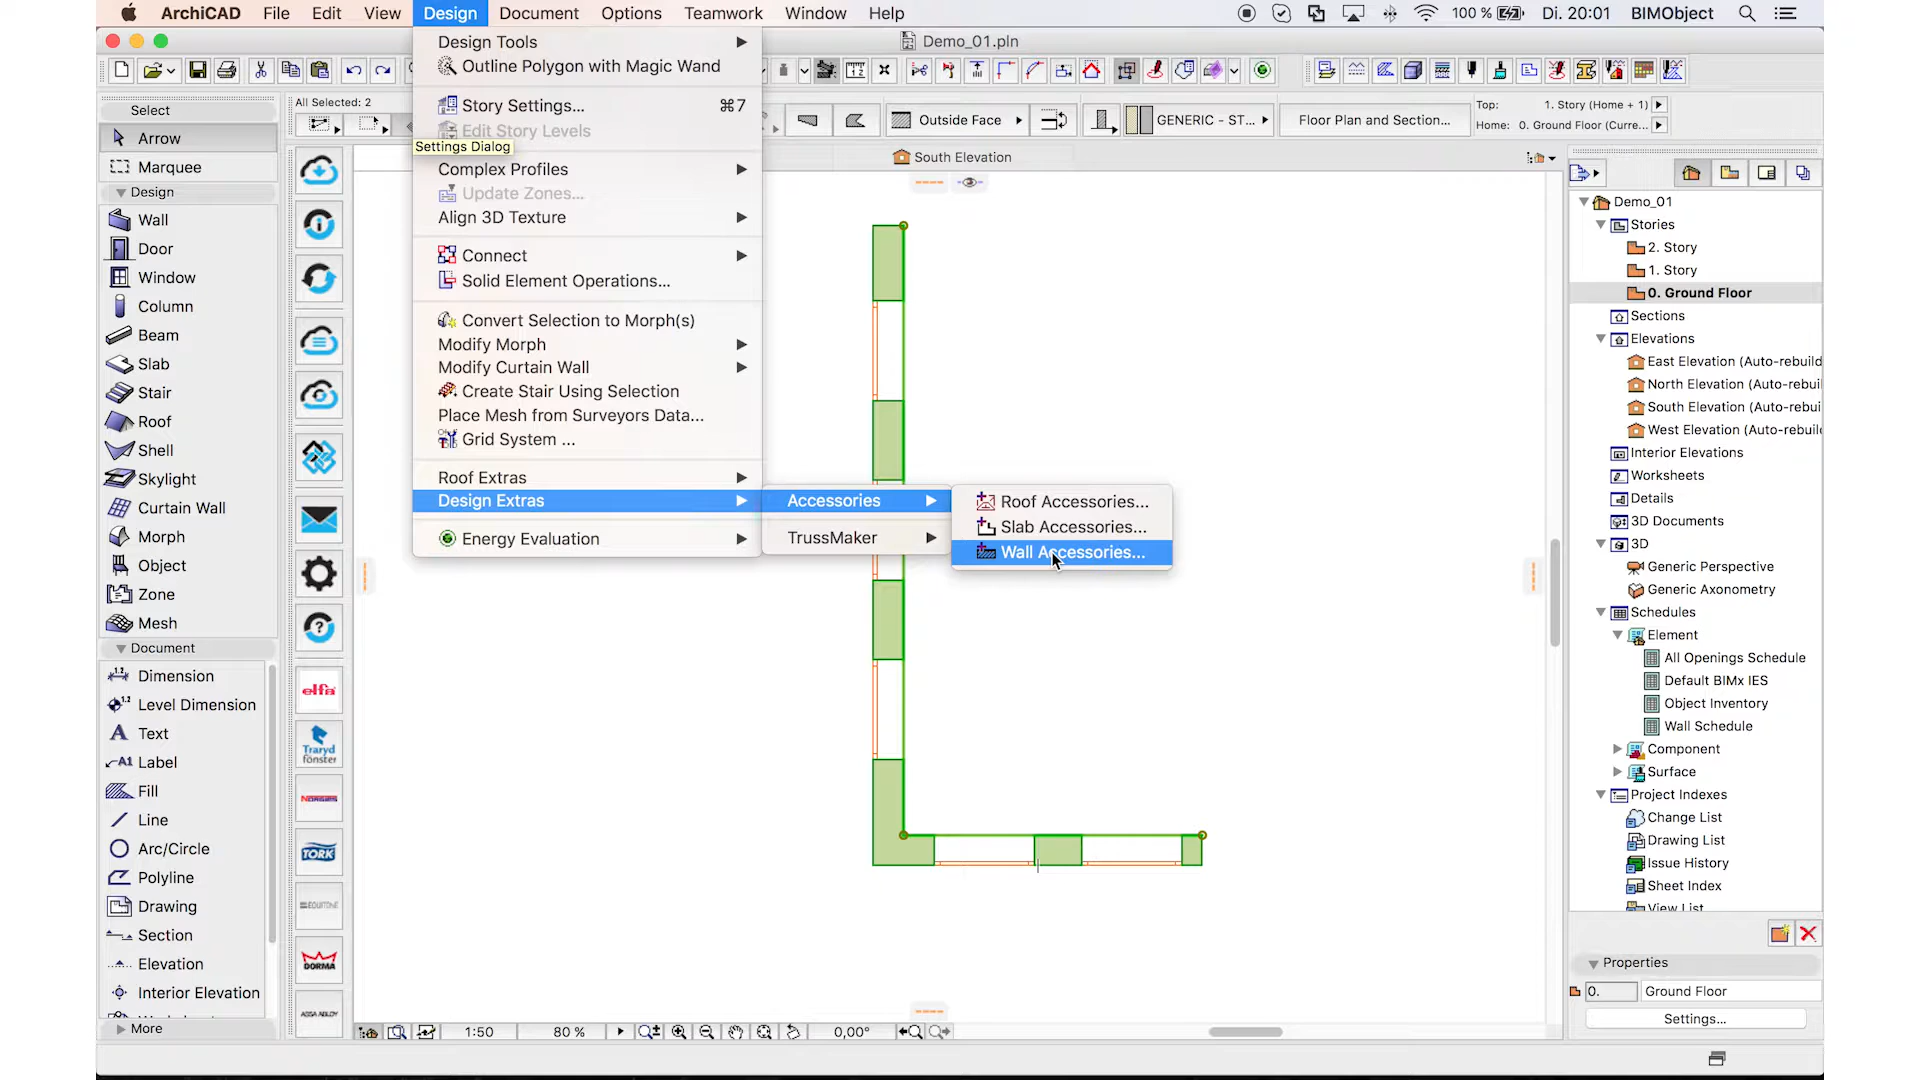 ArchiCAD File Edit View Design Document Options Teamwork Window Help 100 % Di. 20:01 BIMObject
Demo_01.pln
Design Tools
Outline Polygon with Magic Wand
Story Settings... ⌘7
Edit Story Levels
Settings Dialog
Complex Profiles
Update Zones...
Align 3D Texture
Connect
Solid Element Operations...
Convert Selection to Morph(s)
Modify Morph
Modify Curtain Wall
Create Stair Using Selection
Place Mesh from Surveyors Data...
Grid System ...
Roof Extras
Design Extras
Energy Evaluation
Accessories
TrussMaker
Roof Accessories...
Slab Accessories...
Wall Accessories...
All Selected: 2
Outside Face
GENERIC - ST...
Floor Plan and Section...
Top: 1. Story (Home + 1)
Home: 0. Ground Floor (Curre...
South Elevation
Select
Arrow
Marquee
Design
Wall
Door
Window
Column
Beam
Slab
Stair
Roof
Shell
Skylight
Curtain Wall
Morph
Object
Zone
Mesh
Document
Dimension
Level Dimension
Text
Label
Fill
Line
Arc/Circle
Polyline
Drawing
Section
Elevation
Interior Elevation
More
elfa
Traryd
fönster
NORGIPS
TORK
EQUITONE
DORMA
ASSA ABLOY
Demo_01
Stories
2. Story
1. Story
0. Ground Floor
Sections
Elevations
East Elevation (Auto-rebuild
North Elevation (Auto-rebui
South Elevation (Auto-rebui
West Elevation (Auto-rebuil
Interior Elevations
Worksheets
Details
3D Documents
3D
Generic Perspective
Generic Axonometry
Schedules
Element
All Openings Schedule
Default BIMx IES
Object Inventory
Wall Schedule
Component
Surface
Project Indexes
Change List
Drawing List
Issue History
Sheet Index
View List
Properties
0. Ground Floor
Settings...
1:50 80 % 0,00°